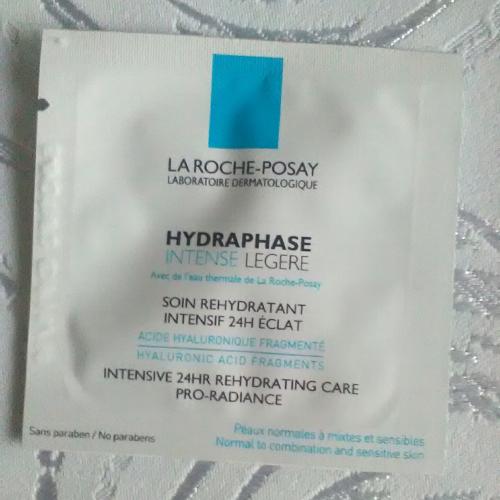 LA ROCHE-POSAY
LABORATOIRE DERMATOLOGIQUE
HYDRAPHASE
INTENSE LEGERE
Avec de l'eau thermale de La Roche-Posay
SOIN REHYDRATANT
INTENSIF 24H ÉCLAT
ACIDE HYALURONIQUE FRAGMENTÉ
HYALURONIC ACID FRAGMENTS
INTENSIVE 24HR REHYDRATING CARE
PRO-RADIANCE
Sans paraben / No parabens
Peaux normales à mixtes et sensibles
Normal to combination and sensitive skin